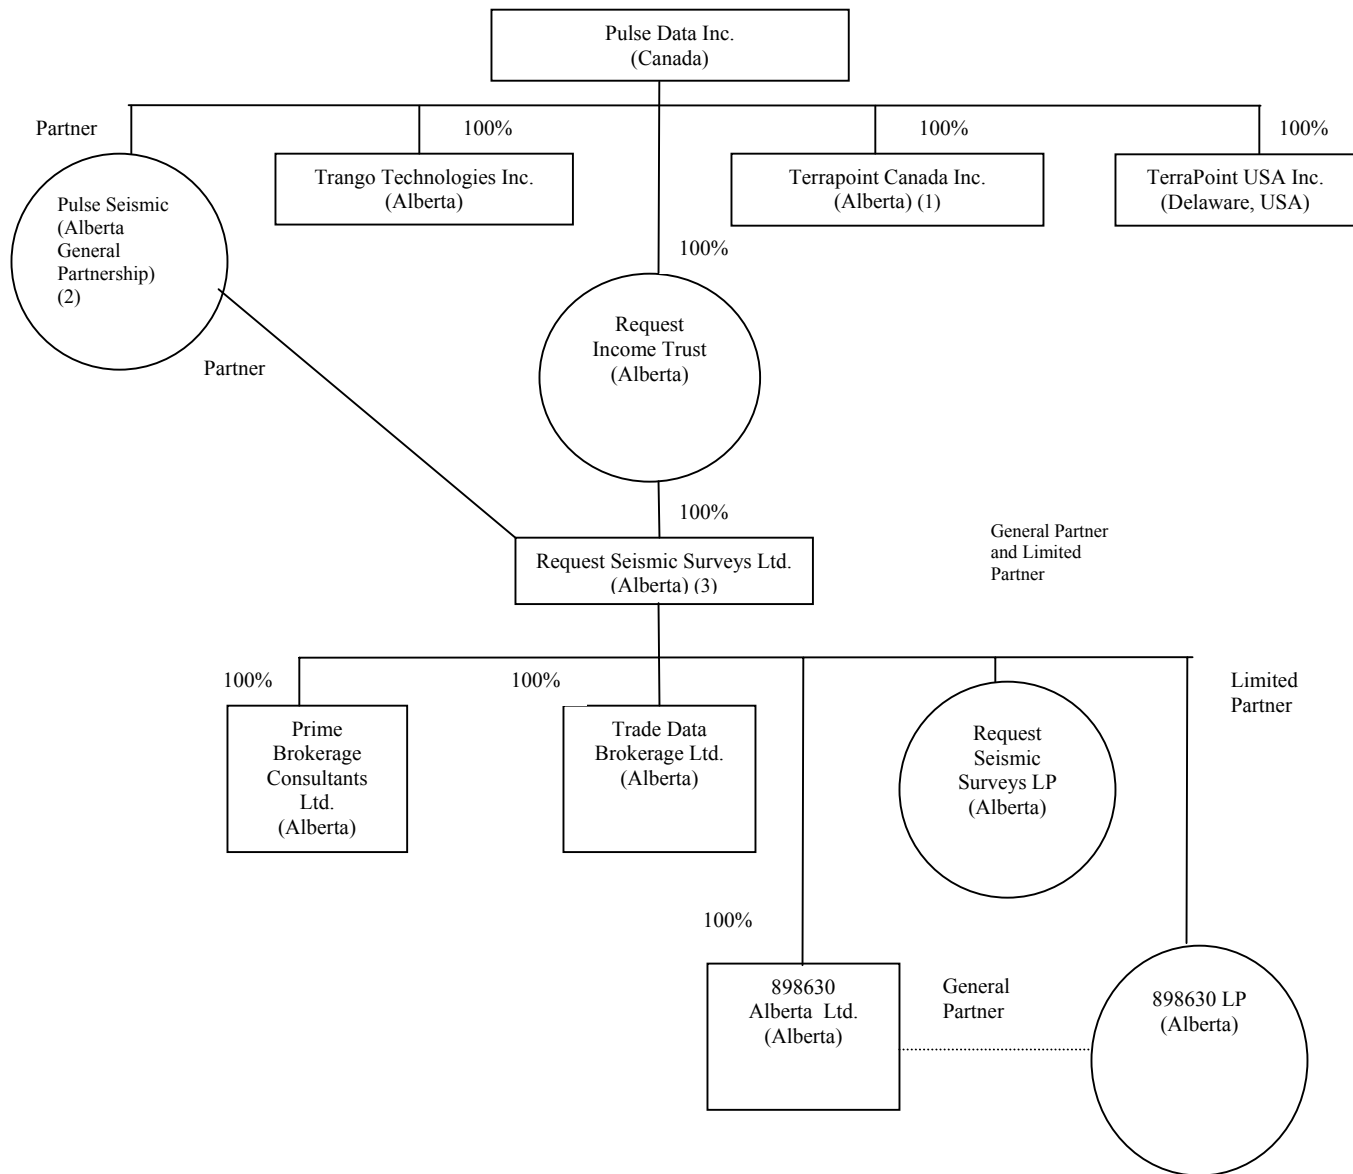 Pulse Data Inc.
(Canada)
Partner
100%
100%
100%
Trango Technologies Inc.
(Alberta)
Terrapoint Canada Inc.
(Alberta) (1)
TerraPoint USA Inc.
(Delaware, USA)
Pulse Seismic
(Alberta
General
Partnership)
(2)
100%
Request
Income Trust
(Alberta)
Partner
100%
General Partner
and Limited
Partner
Request Seismic Surveys Ltd.
(Alberta) (3)
100%
100%
Limited
Partner
Prime
Brokerage
Consultants
Ltd.
(Alberta)
Trade Data
Brokerage Ltd.
(Alberta)
Request
Seismic
Surveys LP
(Alberta)
100%
898630
Alberta Ltd.
(Alberta)
General
Partner
898630 LP
(Alberta)